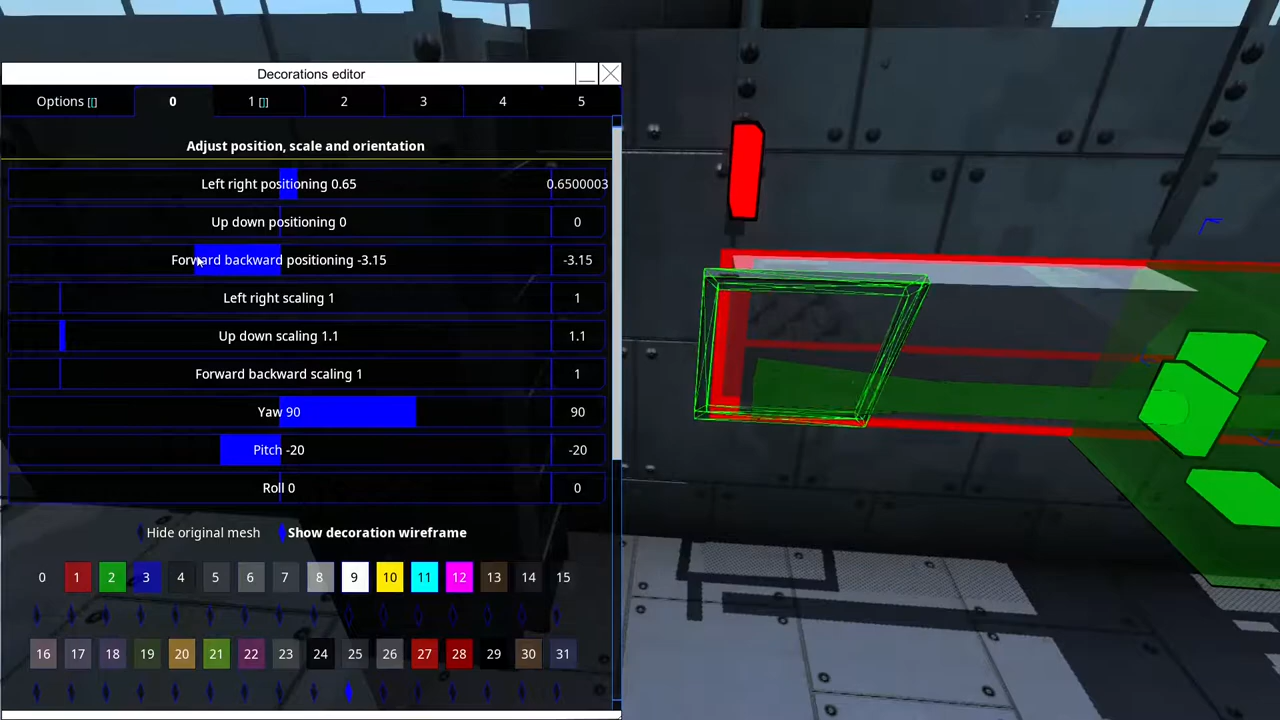 Decorations editor
Options [[] 0 1 []] 2 3 4 5
Adjust position, scale and orientation
Left right positioning 0.65 0.6500003
Up down positioning 0 0
Forward backward positioning -3.15 -3.15
Left right scaling 1 1
Up down scaling 1.1 1.1
Forward backward scaling 1 1
Yaw 90 90
Pitch -20 -20
Roll 0 0
Hide original mesh Show decoration wireframe
0 1 2 3 4 5 6 7 8 9 10 11 12 13 14 15
16 17 18 19 20 21 22 23 24 25 26 27 28 29 30 31